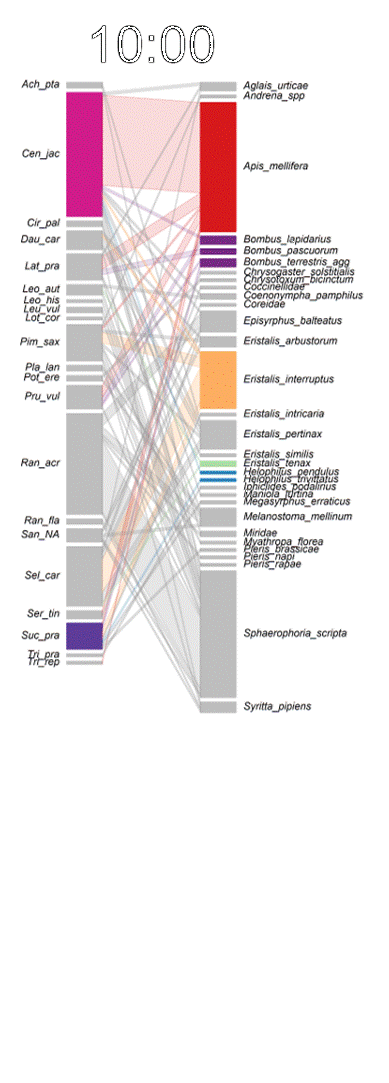 10:00
Ach_pta
Cen_jac
Cir_pal
Dau_car
Lat_pra
Leo_aut
Leo_his
Leu_vul
Lot_cor
Pim_sax
Pla_lan
Pot_ere
Pru_vul
Ran_acr
Ran_fla
San_NA
Sel_car
Ser_tin
Suc_pra
Tri_pra
Tri_rep
Aglais_urticae
Andrena_spp
Apis_mellifera
Bombus_lapidarius
Bombus_pascuorum
Bombus_terrestris_agg
Chrysogaster_solstitialis
Chrysotoxum_bicinctum
Coccinellidae
Coenonympha_pamphilus
Coreidae
Episyrphus_balteatus
Eristalis_arbustorum
Eristalis_interruptus
Eristalis_intricaria
Eristalis_pertinax
Eristalis_similis
Eristalis_tenax
Helophilus_pendulus
Helophilus_trivittatus
Iphiclides_podalirius
Maniola_jurtina
Megasyrphus_erraticus
Melanostoma_mellinum
Miridae
Myathropa_florea
Pieris_brassicae
Pieris_napi
Pieris_rapae
Sphaerophoria_scripta
Syritta_pipiens